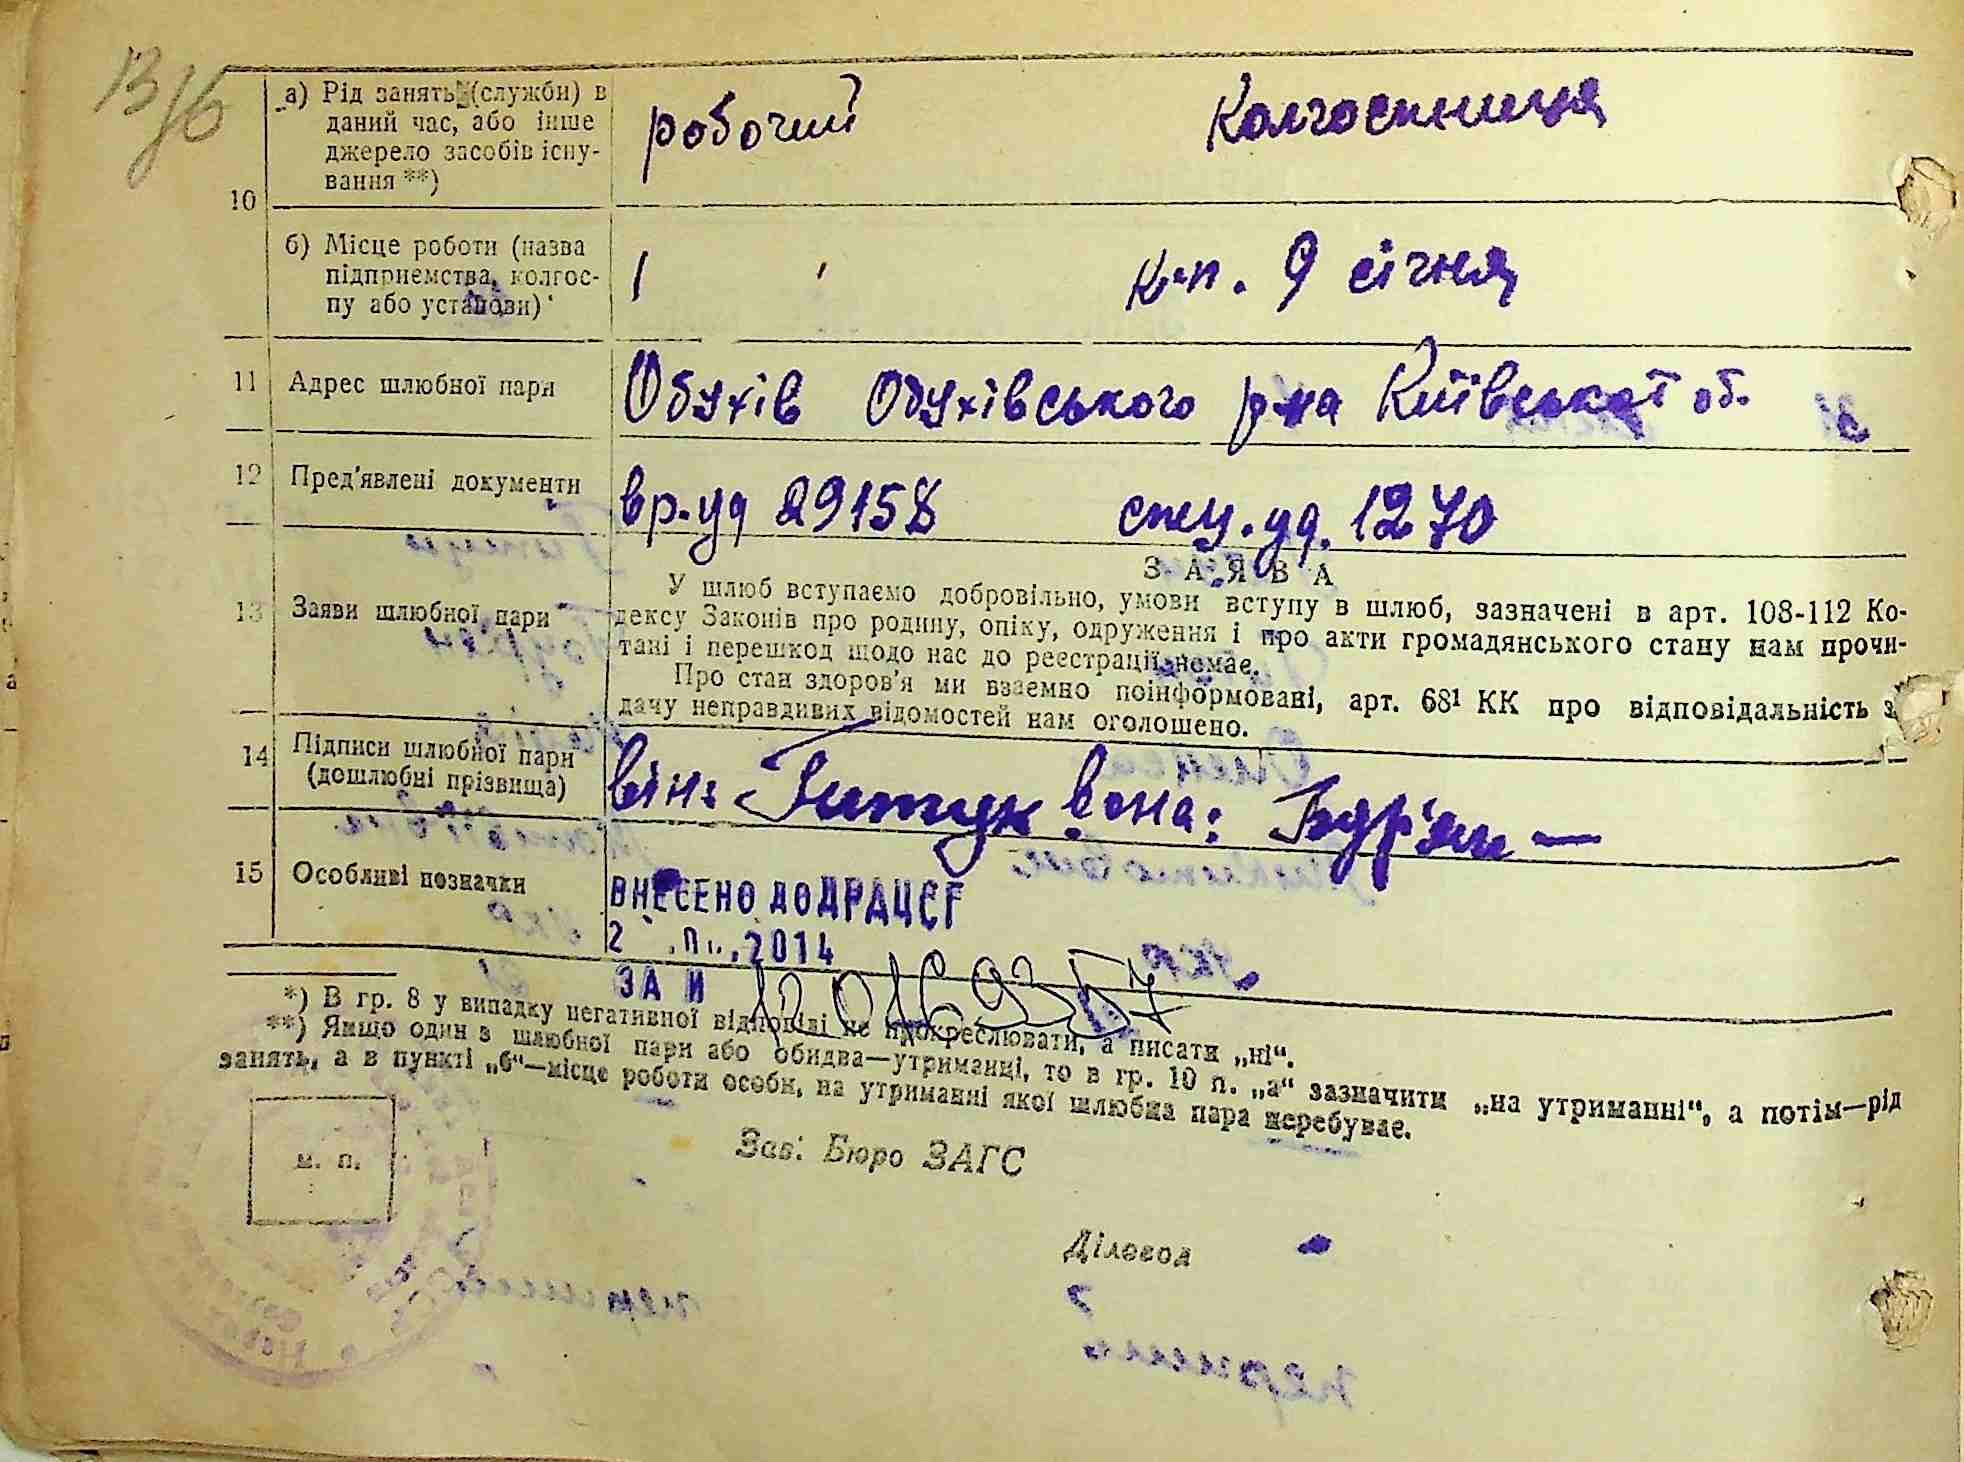 а) Рід занять (служби) в
даний час, або інше
джерело засобів існу-
вання **)
робочий Колгоспниця
10
б) Місце роботи (назва
підприємства, колгос-
пу або установи)
к-п. 9 січня
11 Адрес шлюбної пари
Обухів Обухівського р-на Київської об.
12 Пред'явлені документи
вр.уд 29158 спец.уд. 1270
13 Заяви шлюбної пари
ЗАЯВА
У шлюб вступаємо добровільно, умови вступу в шлюб, зазначені в арт. 108-112 Ко-
дексу Законів про родину, опіку, одруження і про акти громадянського стану нам прочи-
тані і перешкод щодо нас до реєстрації немає.
Про стан здоров'я ми взаємно поінформовані, арт. 68¹ КК про відповідальність з
дачу неправдивих відомостей нам оголошено.
14 Підписи шлюбної пари
(дошлюбні прізвища)
він: вона: Бур'ян —
15 Особливі позначки
ВНЕСЕНО ДО ДРАЦСГ
2 2014
ЗА И
*) В гр. 8 у випадку негативної відповіді не прокреслювати, а писати „ні“.
**) Якщо один з шлюбної пари або обидва—утриманці, то в гр. 10 п. „а“ зазначити „на утриманні“, а потім—рід
занять, а в пункті „б“—місце роботи особи, на утриманні якої шлюбна пара перебуває.
м. п.
Зав. Бюро ЗАГС
Діловод